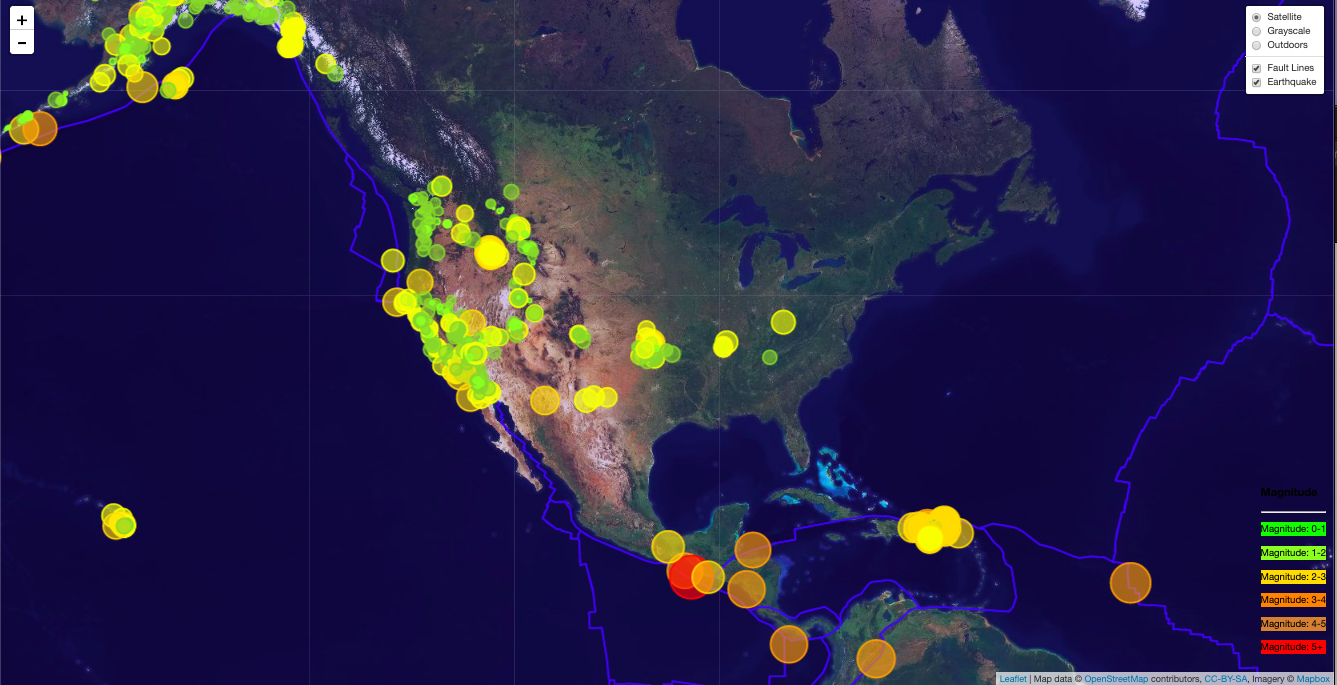 +
-
Satellite
Grayscale
Outdoors
Fault Lines
Earthquake
Magnitude
Magnitude: 0-1
Magnitude: 1-2
Magnitude: 2-3
Magnitude: 3-4
Magnitude: 4-5
Magnitude: 5+
Leaflet | Map data © OpenStreetMap contributors, CC-BY-SA, Imagery © Mapbox